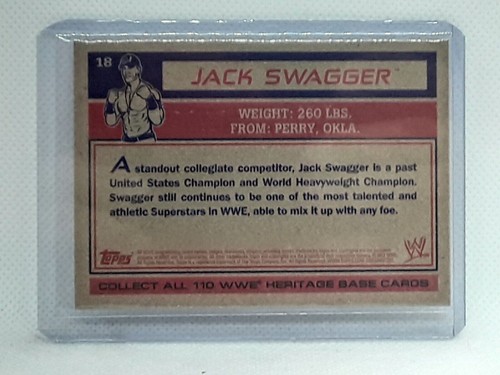 18
JACK SWAGGER™
WEIGHT: 260 LBS.
FROM: PERRY, OKLA.
A standout collegiate competitor, Jack Swagger is a past
United States Champion and World Heavyweight Champion.
Swagger still continues to be one of the most talented and
athletic Superstars in WWE, able to mix it up with any foe.
Topps
W
COLLECT ALL 110 WWE® HERITAGE BASE CARDS